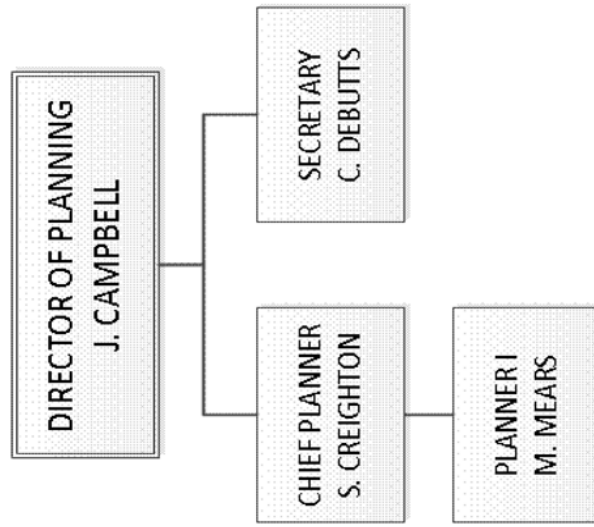 DIRECTOR OF PLANNING
J. CAMPBELL
CHIEF PLANNER
S. CREIGHTON
SECRETARY
C. DEBUTTS
PLANNER I
M. MEARS